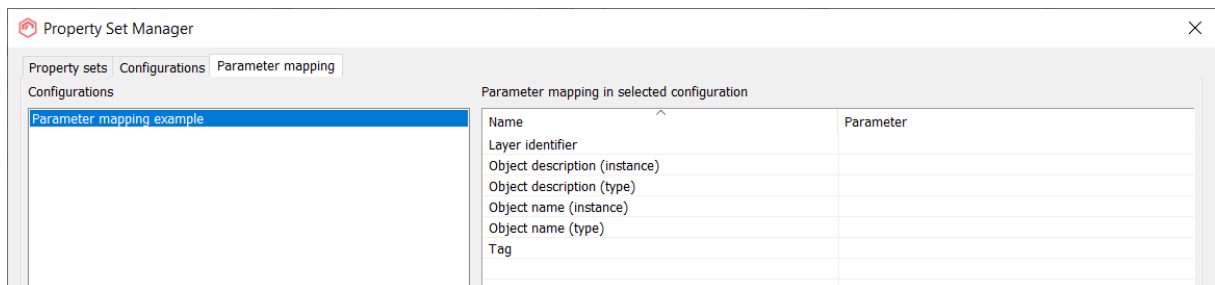 Property Set Manager
Property sets Configurations Parameter mapping
Configurations
Parameter mapping in selected configuration
Parameter mapping example
Name Parameter
Layer identifier
Object description (instance)
Object description (type)
Object name (instance)
Object name (type)
Tag